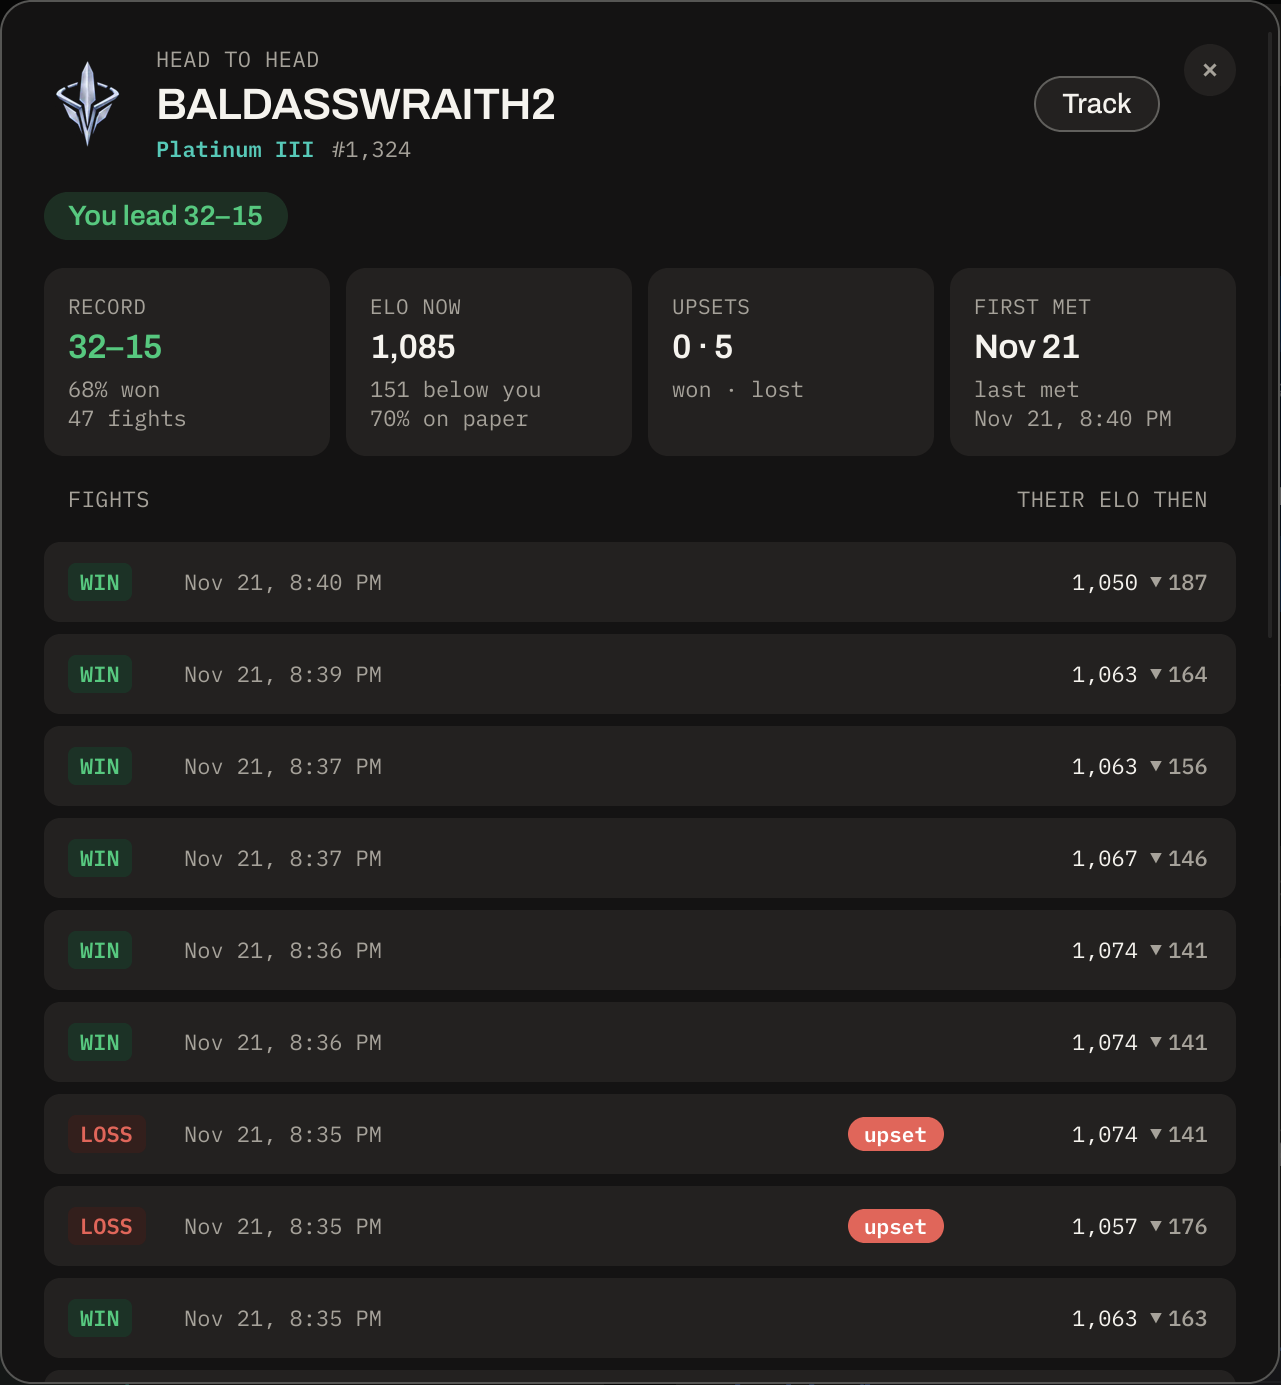 HEAD TO HEAD
BALDASSWRAITH2
Platinum III #1,324
Track
×
You lead 32–15
RECORD
32–15
68% won
47 fights
ELO NOW
1,085
151 below you
70% on paper
UPSETS
0 · 5
won · lost
FIRST MET
Nov 21
last met
Nov 21, 8:40 PM
FIGHTS THEIR ELO THEN
WIN Nov 21, 8:40 PM 1,050 ▼ 187
WIN Nov 21, 8:39 PM 1,063 ▼ 164
WIN Nov 21, 8:37 PM 1,063 ▼ 156
WIN Nov 21, 8:37 PM 1,067 ▼ 146
WIN Nov 21, 8:36 PM 1,074 ▼ 141
WIN Nov 21, 8:36 PM 1,074 ▼ 141
LOSS Nov 21, 8:35 PM upset 1,074 ▼ 141
LOSS Nov 21, 8:35 PM upset 1,057 ▼ 176
WIN Nov 21, 8:35 PM 1,063 ▼ 163